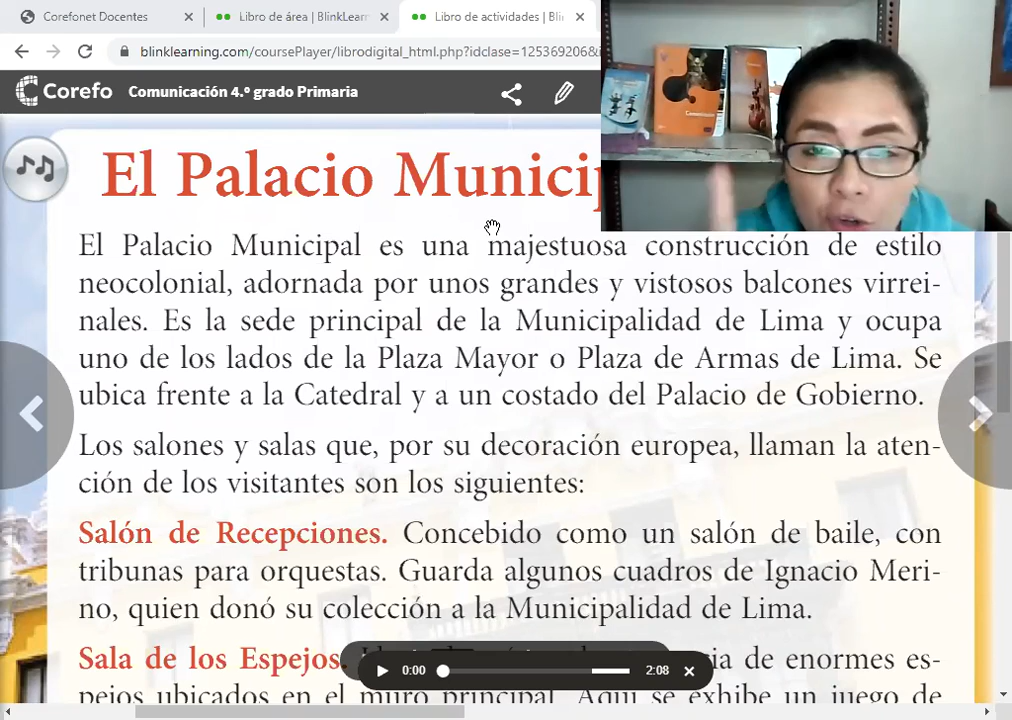 Corefonet Docentes
Libro de área | BlinkLear
Libro de actividades | Bli
blinklearning.com/coursePlayer/librodigital_html.php?idclase=125369206&
Corefo Comunicación 4.º grado Primaria
El Palacio Municip
El Palacio Municipal es una majestuosa construcción de estilo
neocolonial, adornada por unos grandes y vistosos balcones virrei-
nales. Es la sede principal de la Municipalidad de Lima y ocupa
uno de los lados de la Plaza Mayor o Plaza de Armas de Lima. Se
ubica frente a la Catedral y a un costado del Palacio de Gobierno.
Los salones y salas que, por su decoración europea, llaman la aten-
ción de los visitantes son los siguientes:
Salón de Recepciones. Concebido como un salón de baile, con
tribunas para orquestas. Guarda algunos cuadros de Ignacio Meri-
no, quien donó su colección a la Municipalidad de Lima.
Sala de los Espejos. de enormes es-
pejos ubicados en el muro principal. Aquí se exhibe un juego de
0:00
2:08